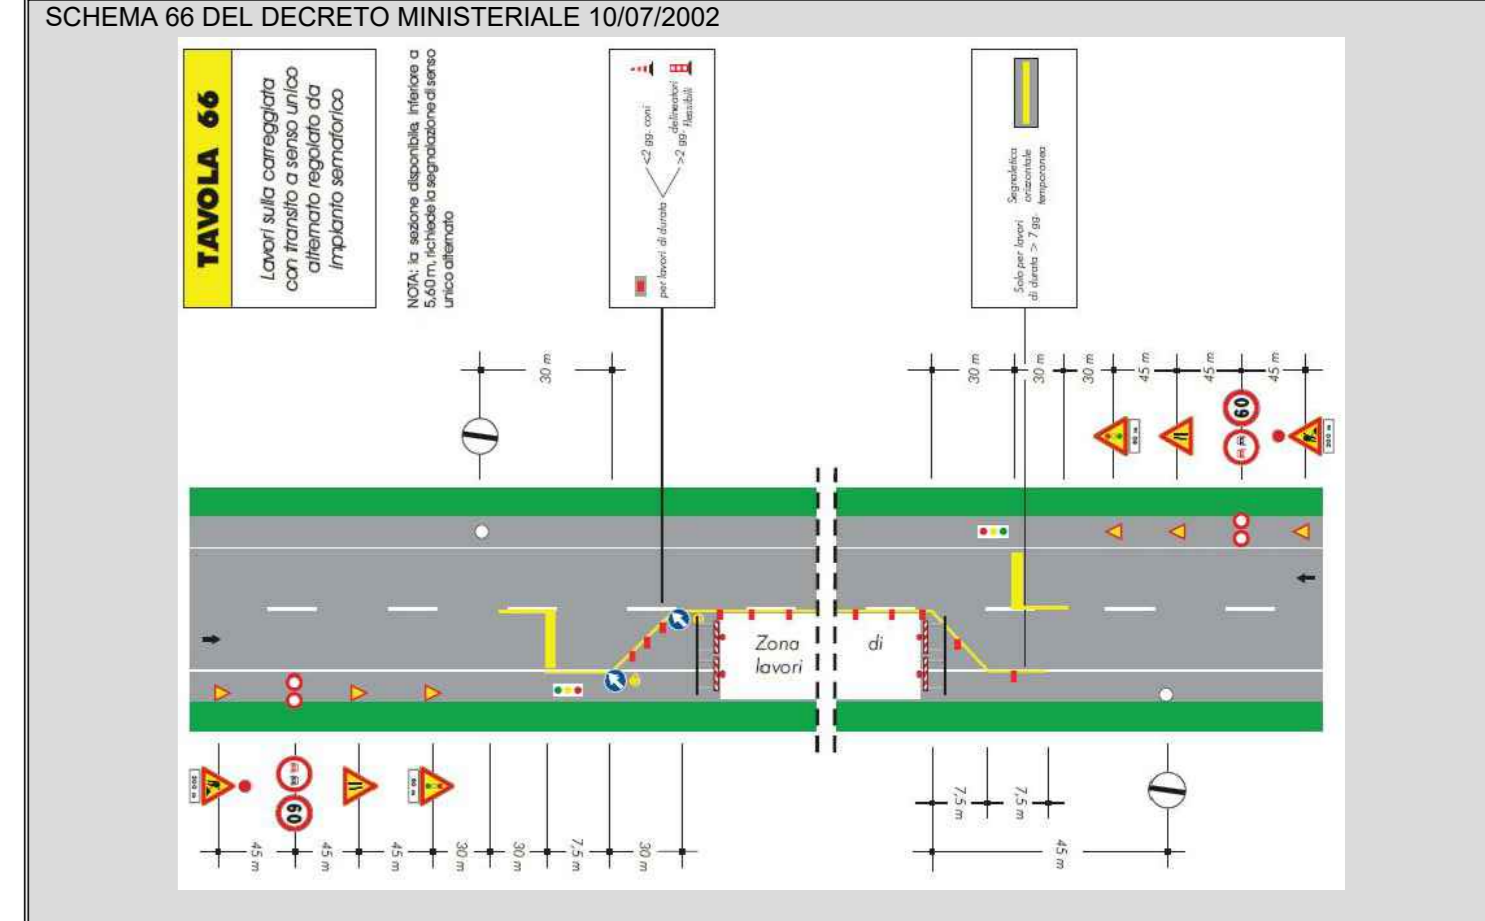 SCHEMA 66 DEL DECRETO MINISTERIALE 10/07/2002
TAVOLA 66
Lavori sulla carreggiata
con transito a senso unico
alternato regolato da
impianto semaforico
NOTA: la sezione disponibile, inferiore a
5,60 m, richiede la segnalazione di senso
unico alternato
per lavori di durata
<2 gg. coni
>2 gg. delineatori
flessibili
Solo per lavori
di durata > 7 gg.
Segnaletica
orizzontale
temporanea
30 m
30 m
30 m
30 m
45 m
45 m
45 m
60
200 m
Zona
lavori
di
200 m
60
45 m
45 m
45 m
30 m
30 m
7,5 m
30 m
7,5 m
7,5 m
45 m